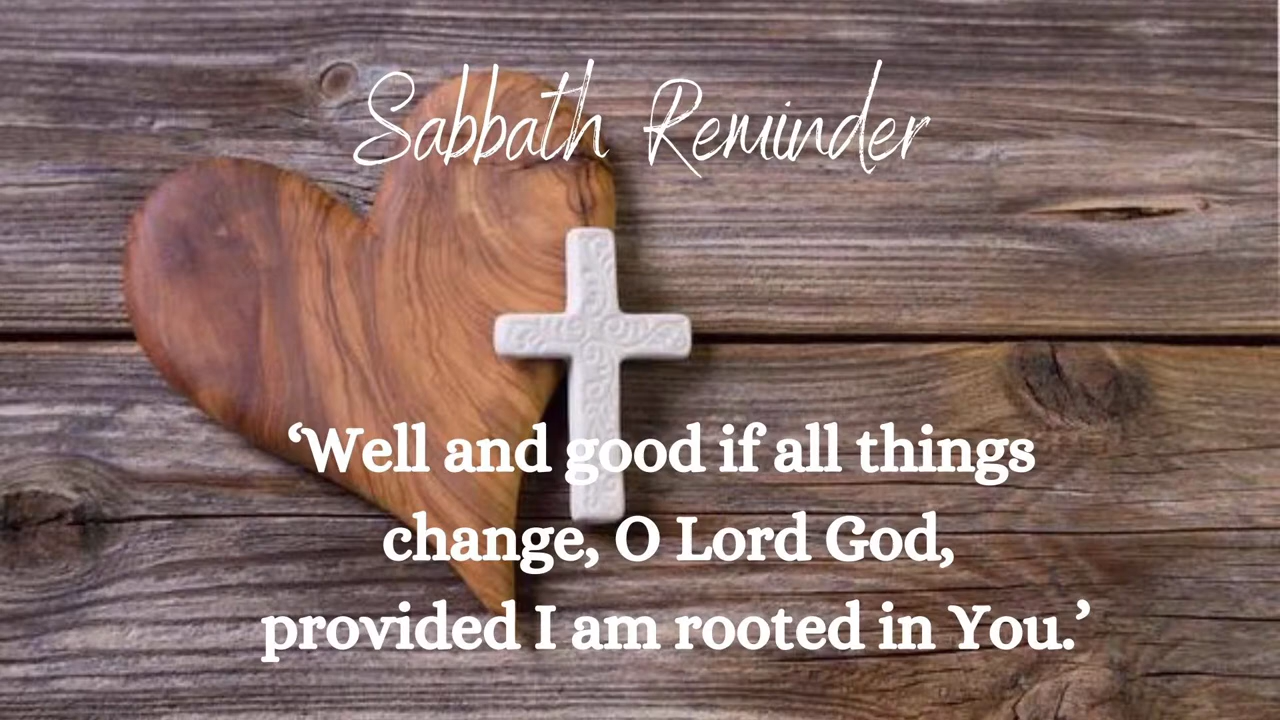 Sabbath Reminder
‘Well and good if all things
change, O Lord God,
provided I am rooted in You.’